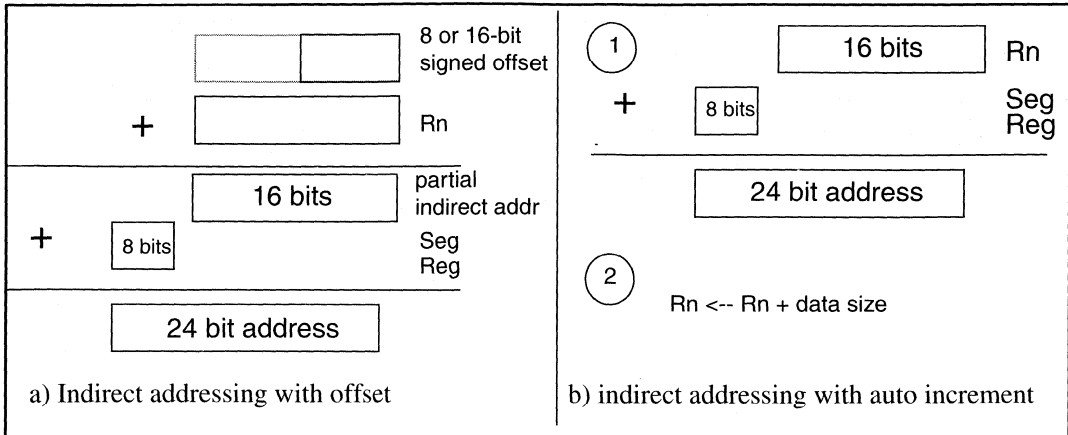 8 or 16-bit
signed offset
+
Rn
16 bits
partial
indirect addr
+
8 bits
Seg
Reg
24 bit address
a) Indirect addressing with offset
1
16 bits
Rn
+
8 bits
Seg
Reg
24 bit address
2
Rn <-- Rn + data size
b) indirect addressing with auto increment